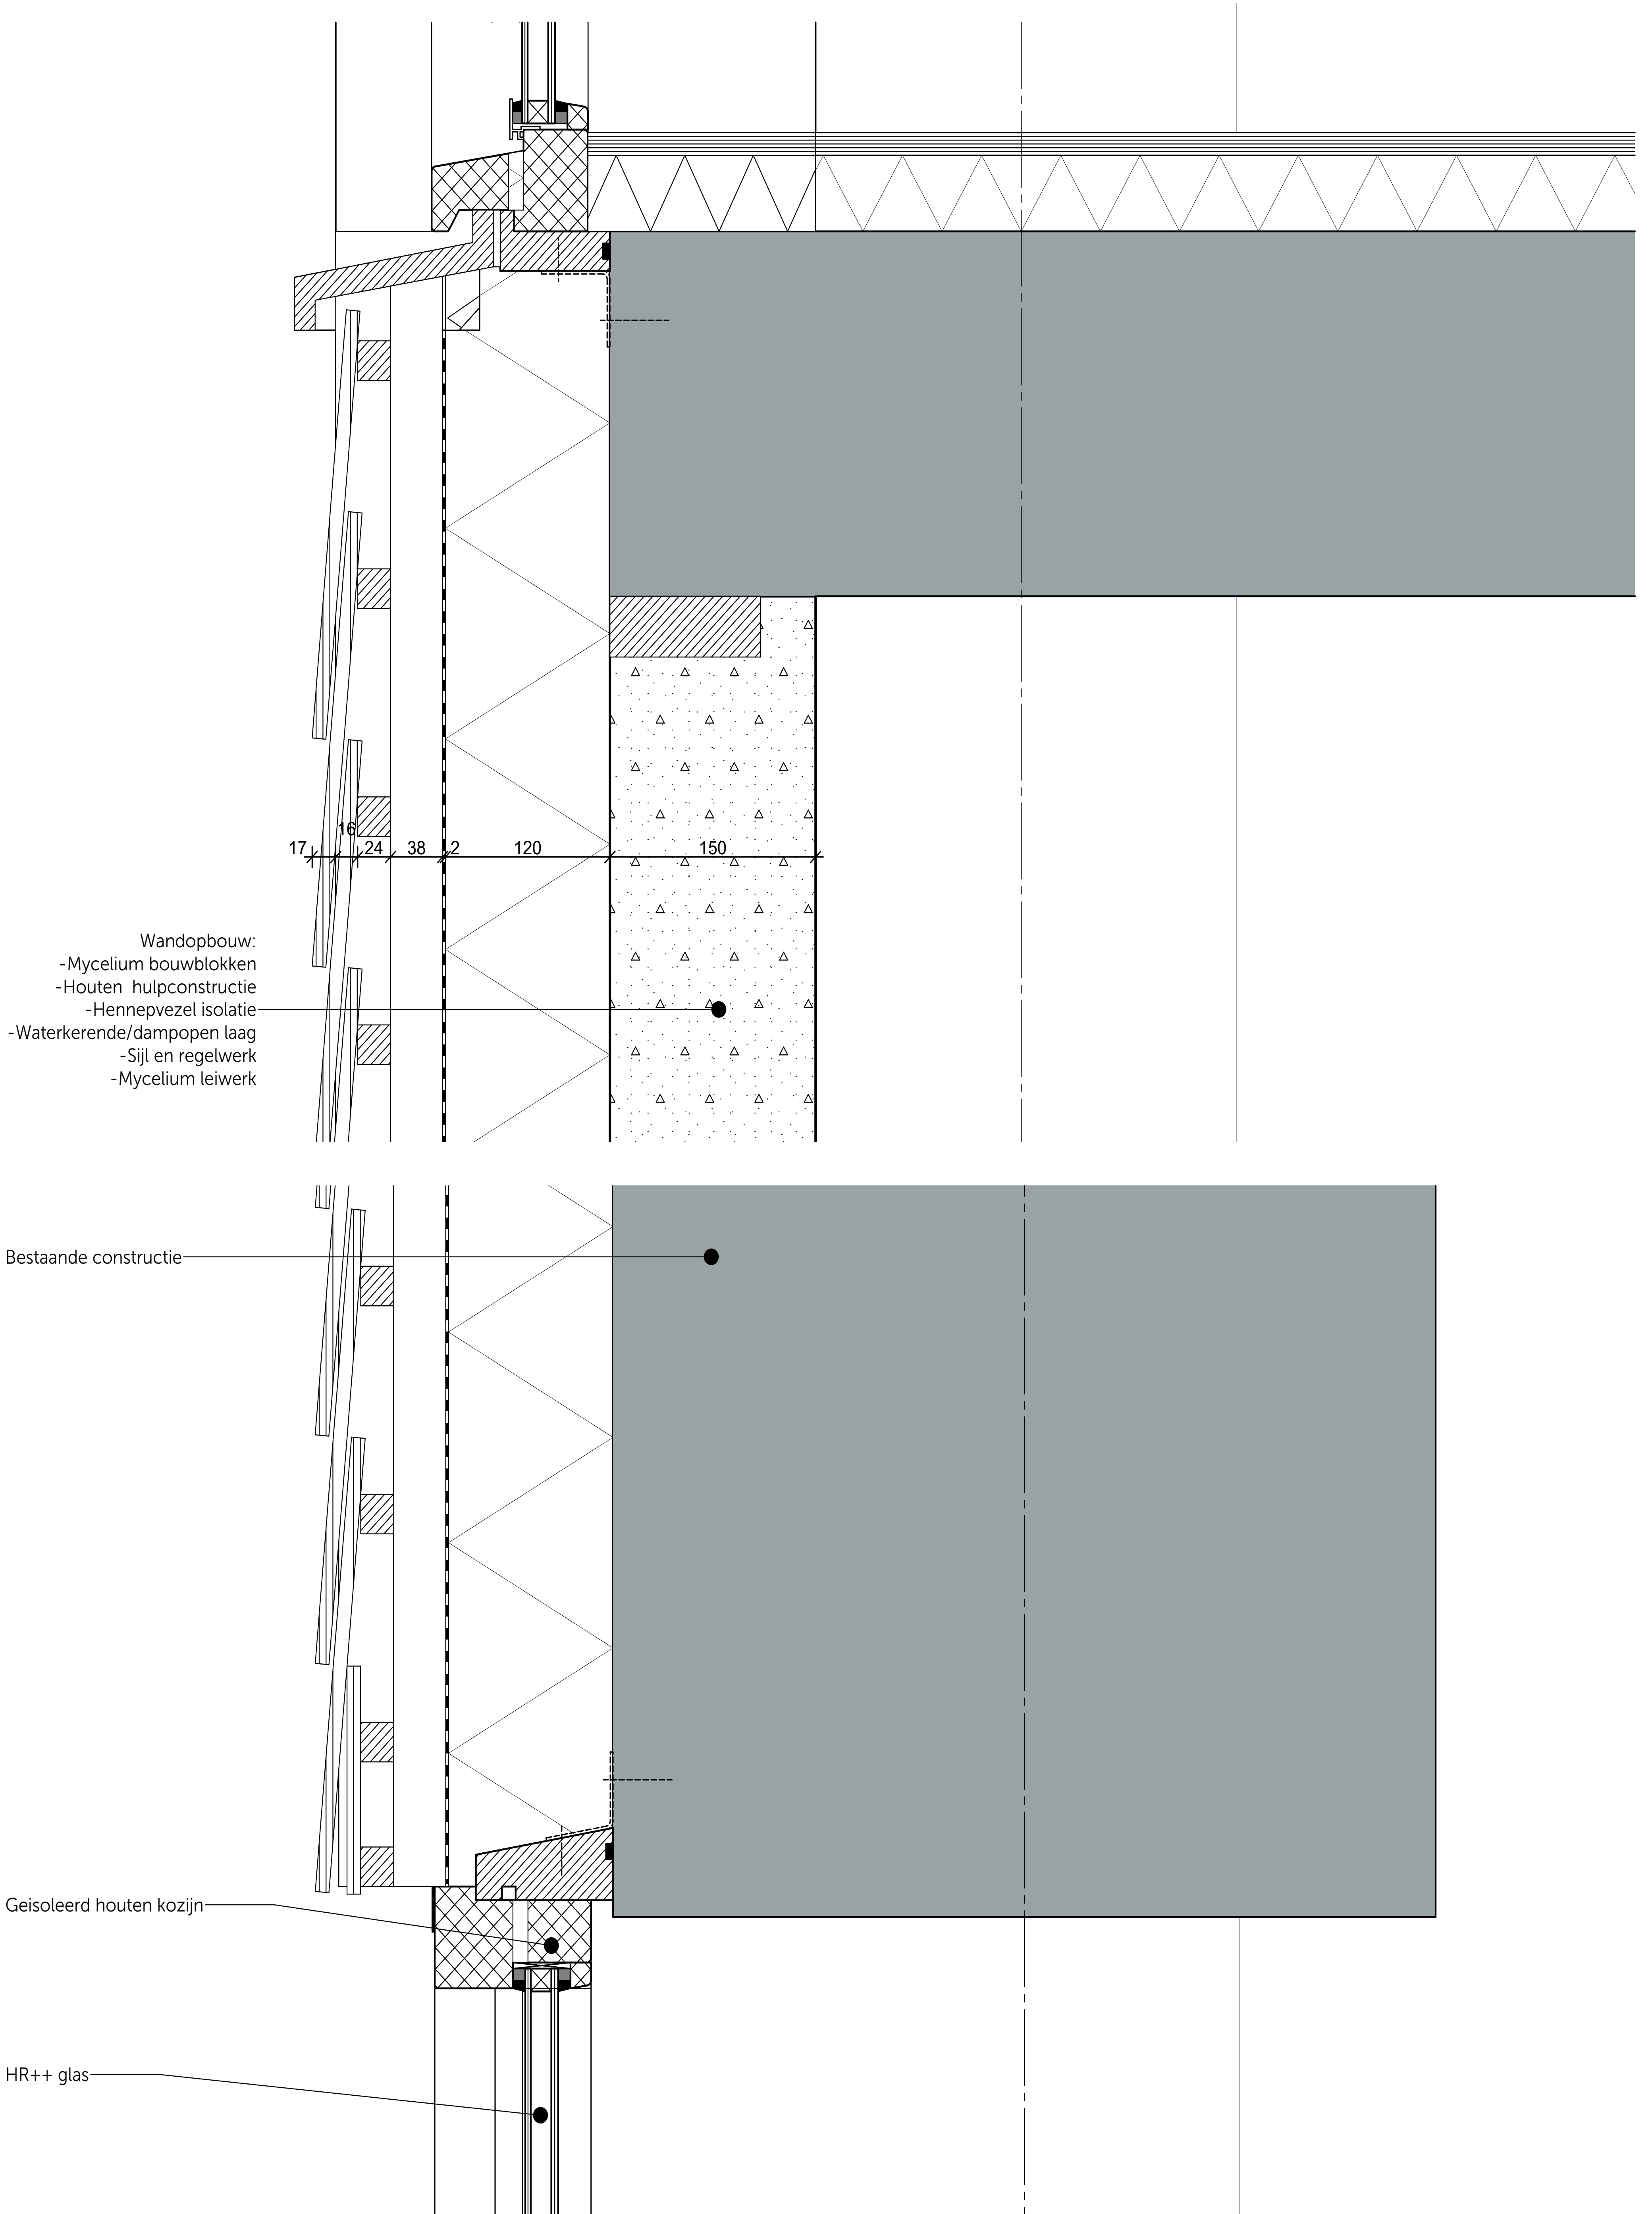 16
17 24 38 2 120 150
Wandopbouw:
-Mycelium bouwblokken
-Houten hulpconstructie
-Hennepvezel isolatie
-Waterkerende/dampopen laag
-Sijl en regelwerk
-Mycelium leiwerk
Bestaande constructie
Geisoleerd houten kozijn
HR++ glas